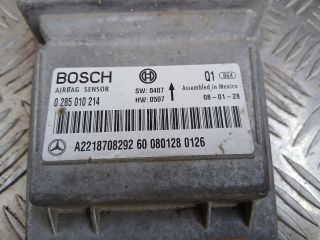 BOSCH
AIRBAG SENSOR
0 285 010 214
SW: 0407
HW: 0507
Q1
Assembled in Mexico
08-01-28
A2218708292 60 080128 0126